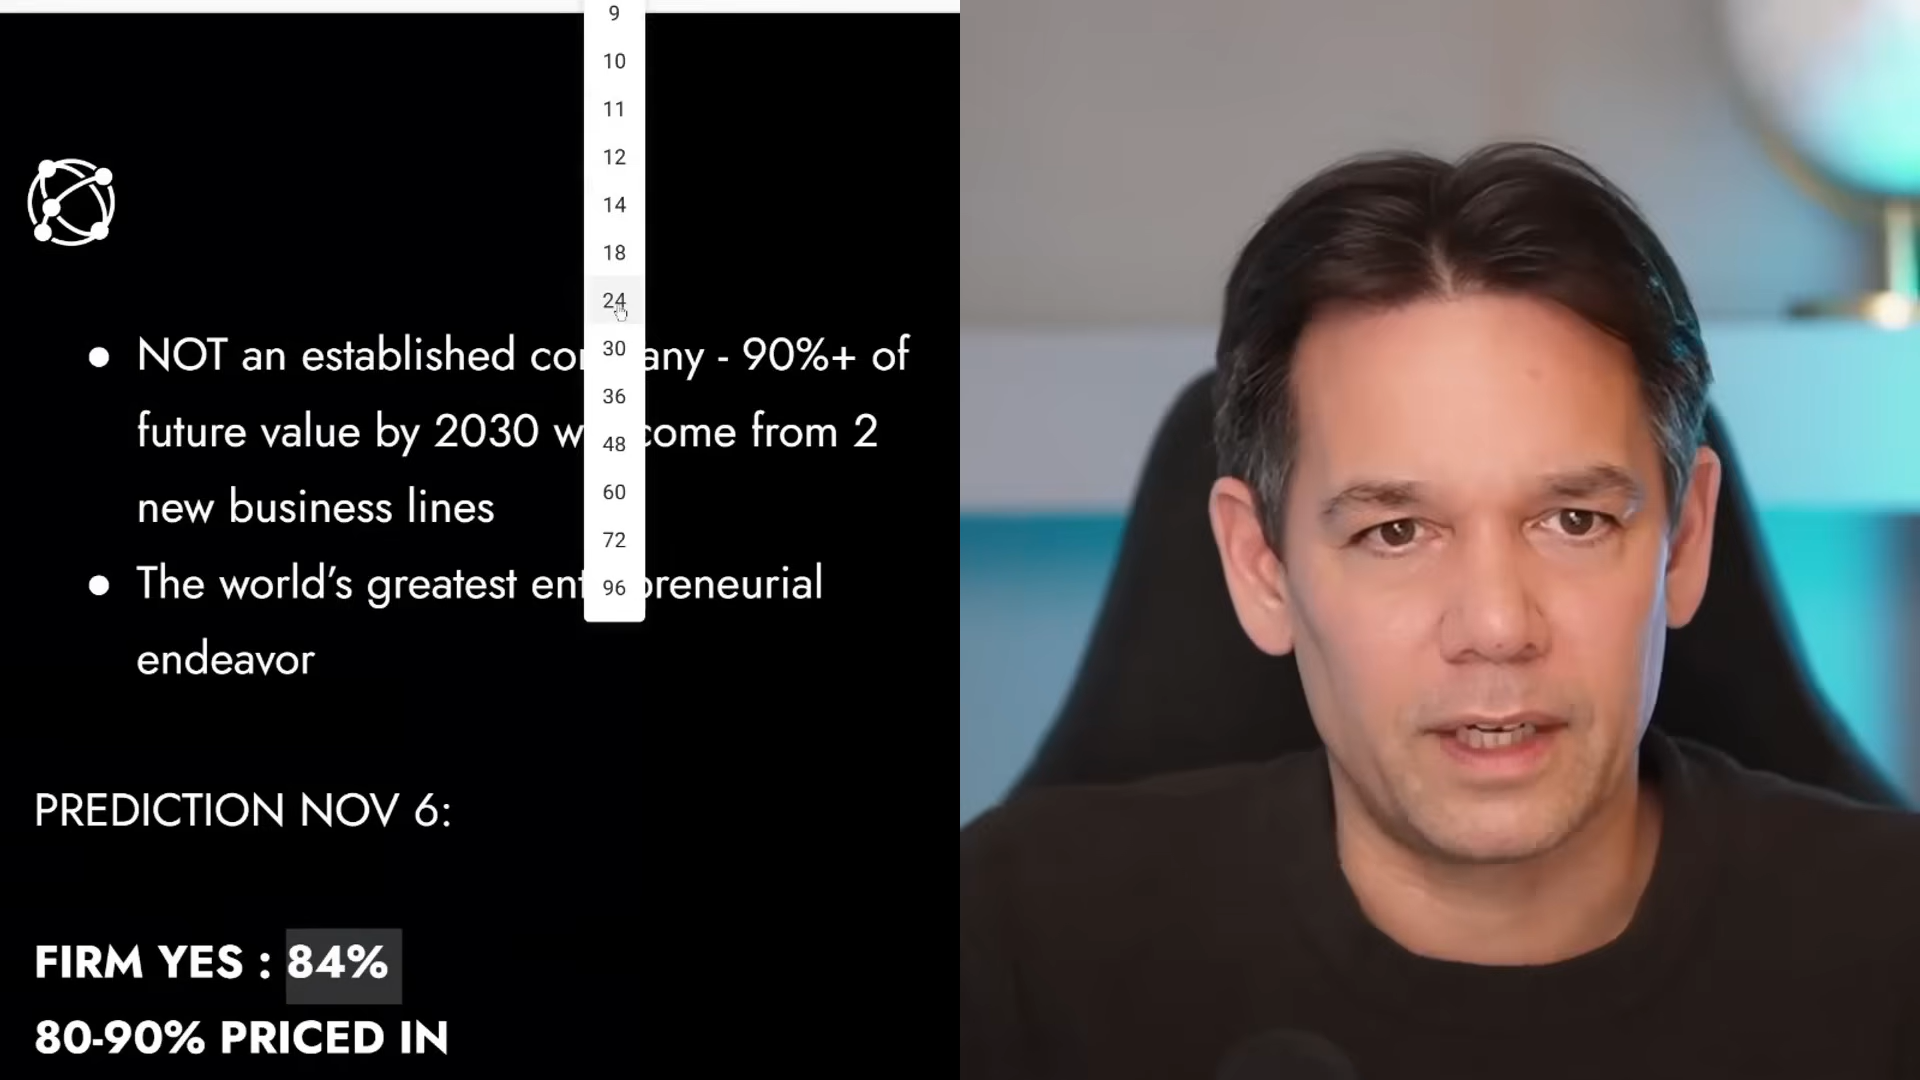 9
10
11
12
14
18
24
30
36
48
60
72
96
NOT an established co any - 90%+ of
future value by 2030 w come from 2
new business lines
The world's greatest ent preneurial
endeavor
PREDICTION NOV 6:
FIRM YES : 84%
80-90% PRICED IN